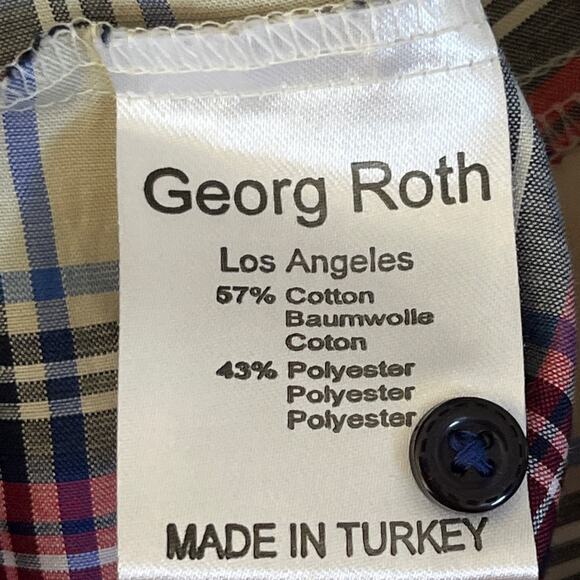 Georg Roth
Los Angeles
57% Cotton
Baumwolle
Coton
43% Polyester
Polyester
Polyester
MADE IN TURKEY